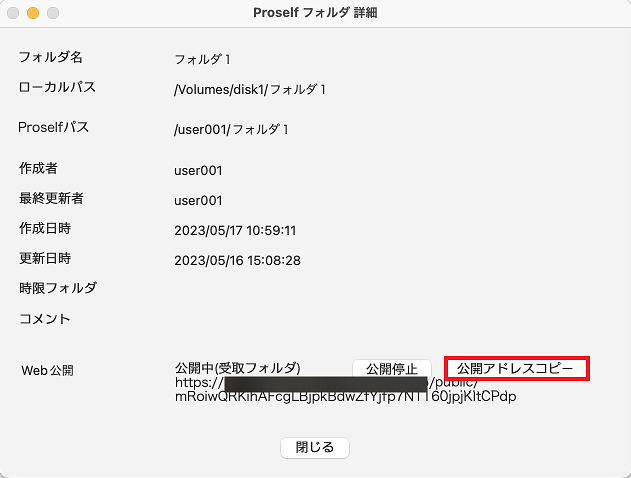 Proself フォルダ 詳細
フォルダ名 フォルダ1
ローカルパス /Volumes/disk1/フォルダ1
Proselfパス /user001/フォルダ1
作成者 user001
最終更新者 user001
作成日時 2023/05/17 10:59:11
更新日時 2023/05/16 15:08:28
時限フォルダ
コメント
Web公開 公開中(受取フォルダ) 公開停止 公開アドレスコピー
https:// /public/
mRoiwQRKihAFcgLBjpkBdwZfYjfp7NT160jpjKltCPdp
閉じる